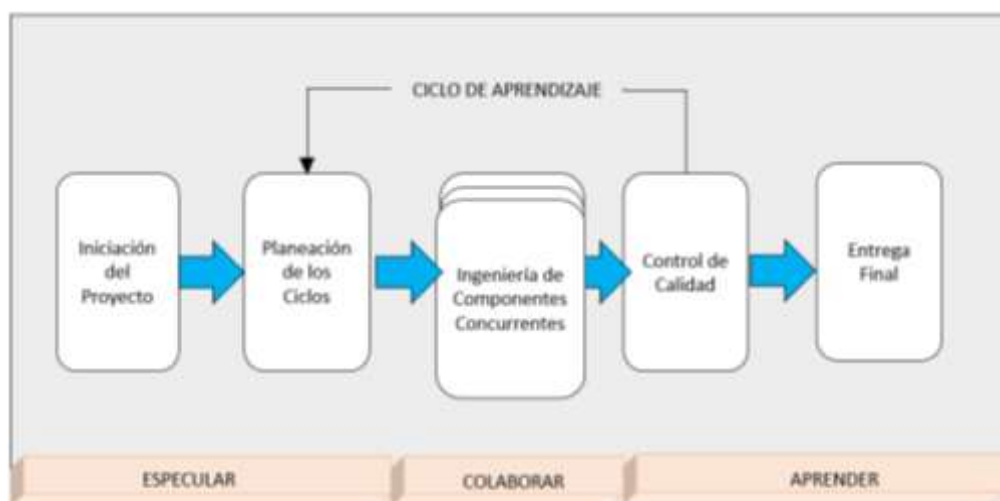 CICLO DE APRENDIZAJE
Iniciación
del
Proyecto
Planeación
de los
Ciclos
Ingeniería de
Componentes
Concurrentes
Control de
Calidad
Entrega
Final
ESPECULAR
COLABORAR
APRENDER